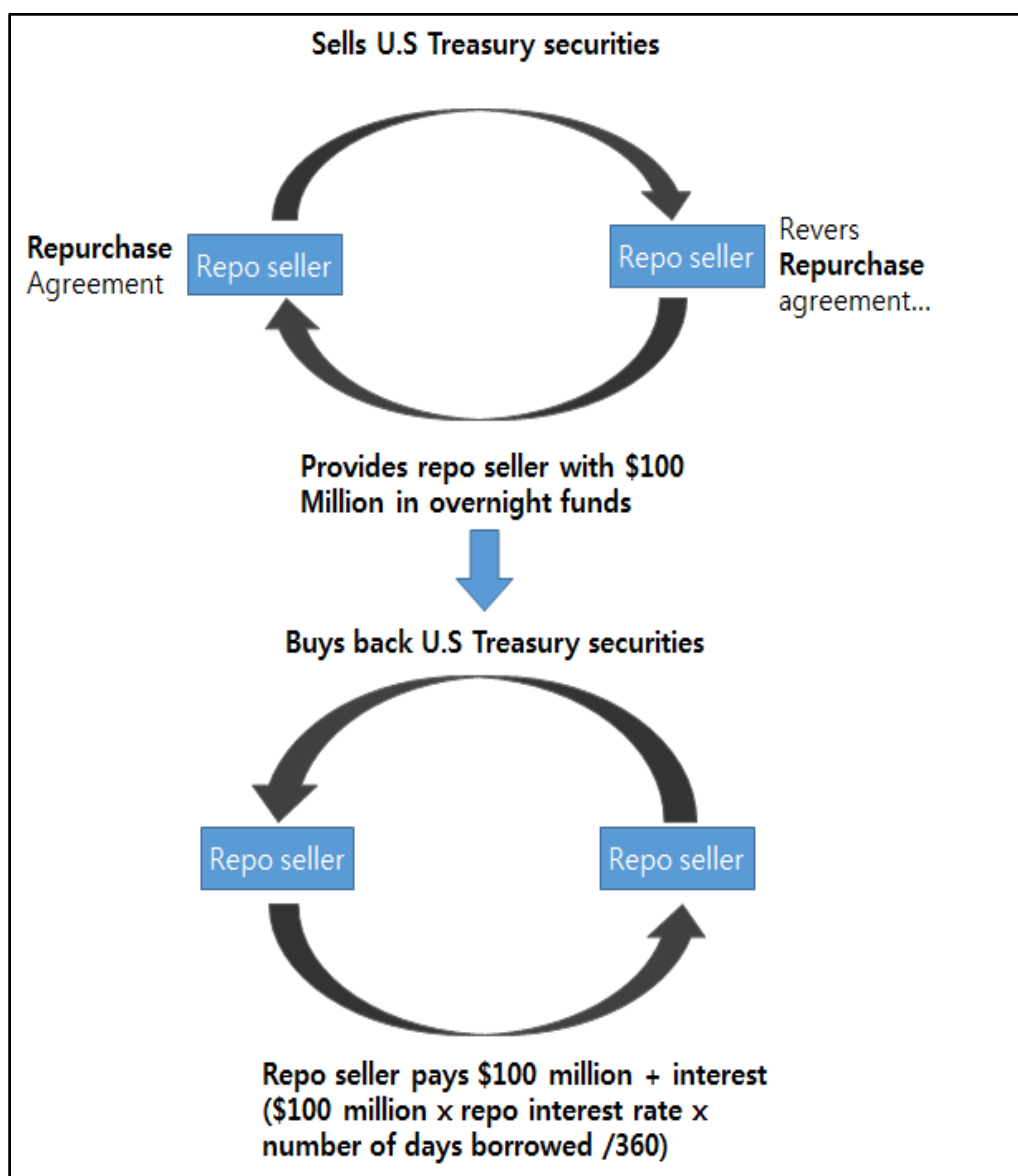 Sells U.S Treasury securities
Repurchase
Agreement
Repo seller
Repo seller
Revers
Repurchase
agreement...
Provides repo seller with $100
Million in overnight funds
Buys back U.S Treasury securities
Repo seller
Repo seller
Repo seller pays $100 million + interest
($100 million x repo interest rate x
number of days borrowed /360)